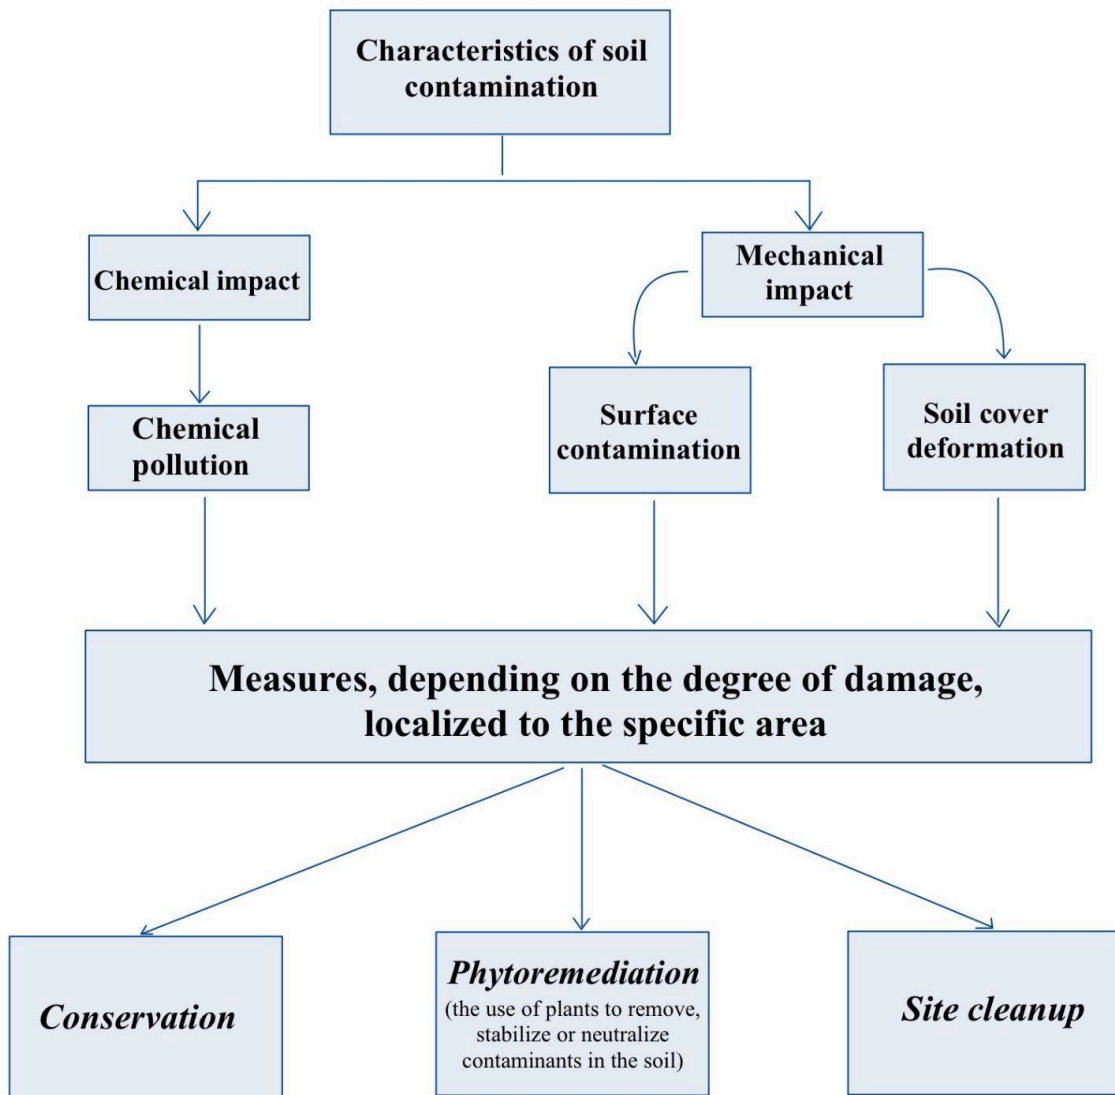 Characteristics of soil
contamination
Chemical impact
Mechanical
impact
Chemical
pollution
Surface
contamination
Soil cover
deformation
Measures, depending on the degree of damage,
localized to the specific area
Conservation
Phytoremediation
(the use of plants to remove,
stabilize or neutralize
contaminants in the soil)
Site cleanup